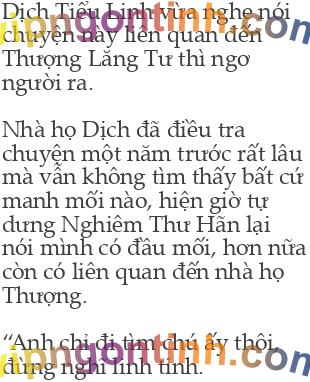 Dịch Tiểu Linh vừa nghe nói
chuyện này liên quan đến
Thượng Lăng Tư thì ngơ
người ra.
Nhà họ Dịch đã điều tra
chuyện một năm trước rất lâu
mà vẫn không tìm thấy bất cứ
manh mối nào, hiện giờ tự
dưng Nghiêm Thư Hãn lại
nói mình có đầu mối, hơn nữa
còn có liên quan đến nhà họ
Thượng.
“Anh chỉ đi tìm chú ấy thôi,
đừng nghĩ linh tinh.
vipngontinh.com
vipngontinh.com